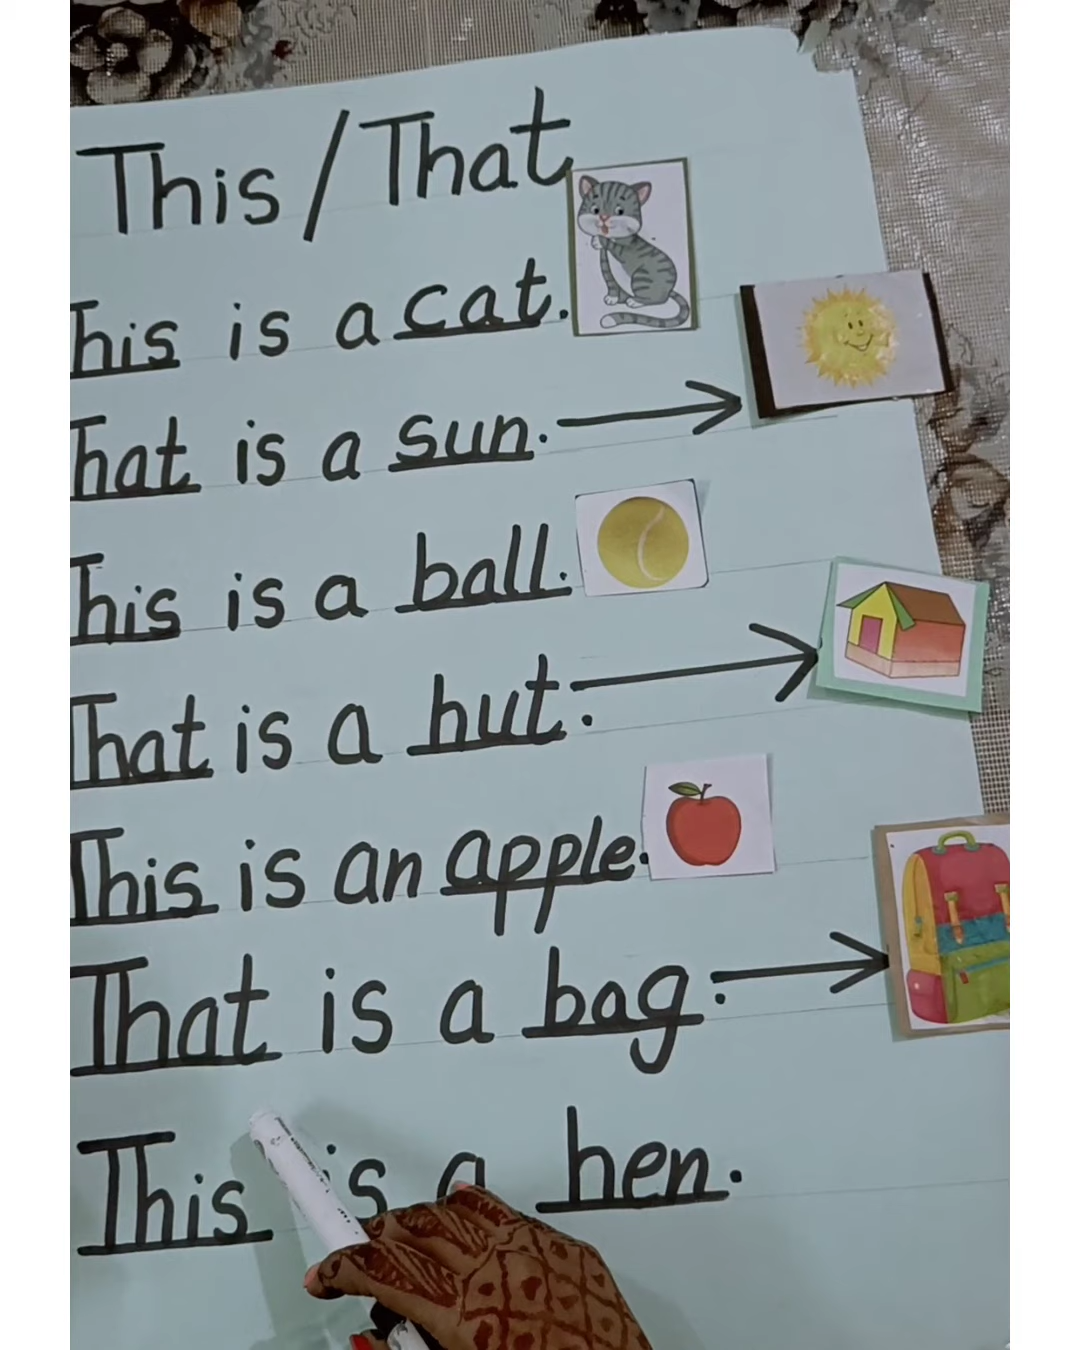 This / That
This is a cat.
That is a sun.
This is a ball.
That is a hut.
This is an apple.
That is a bag.
This is a hen.